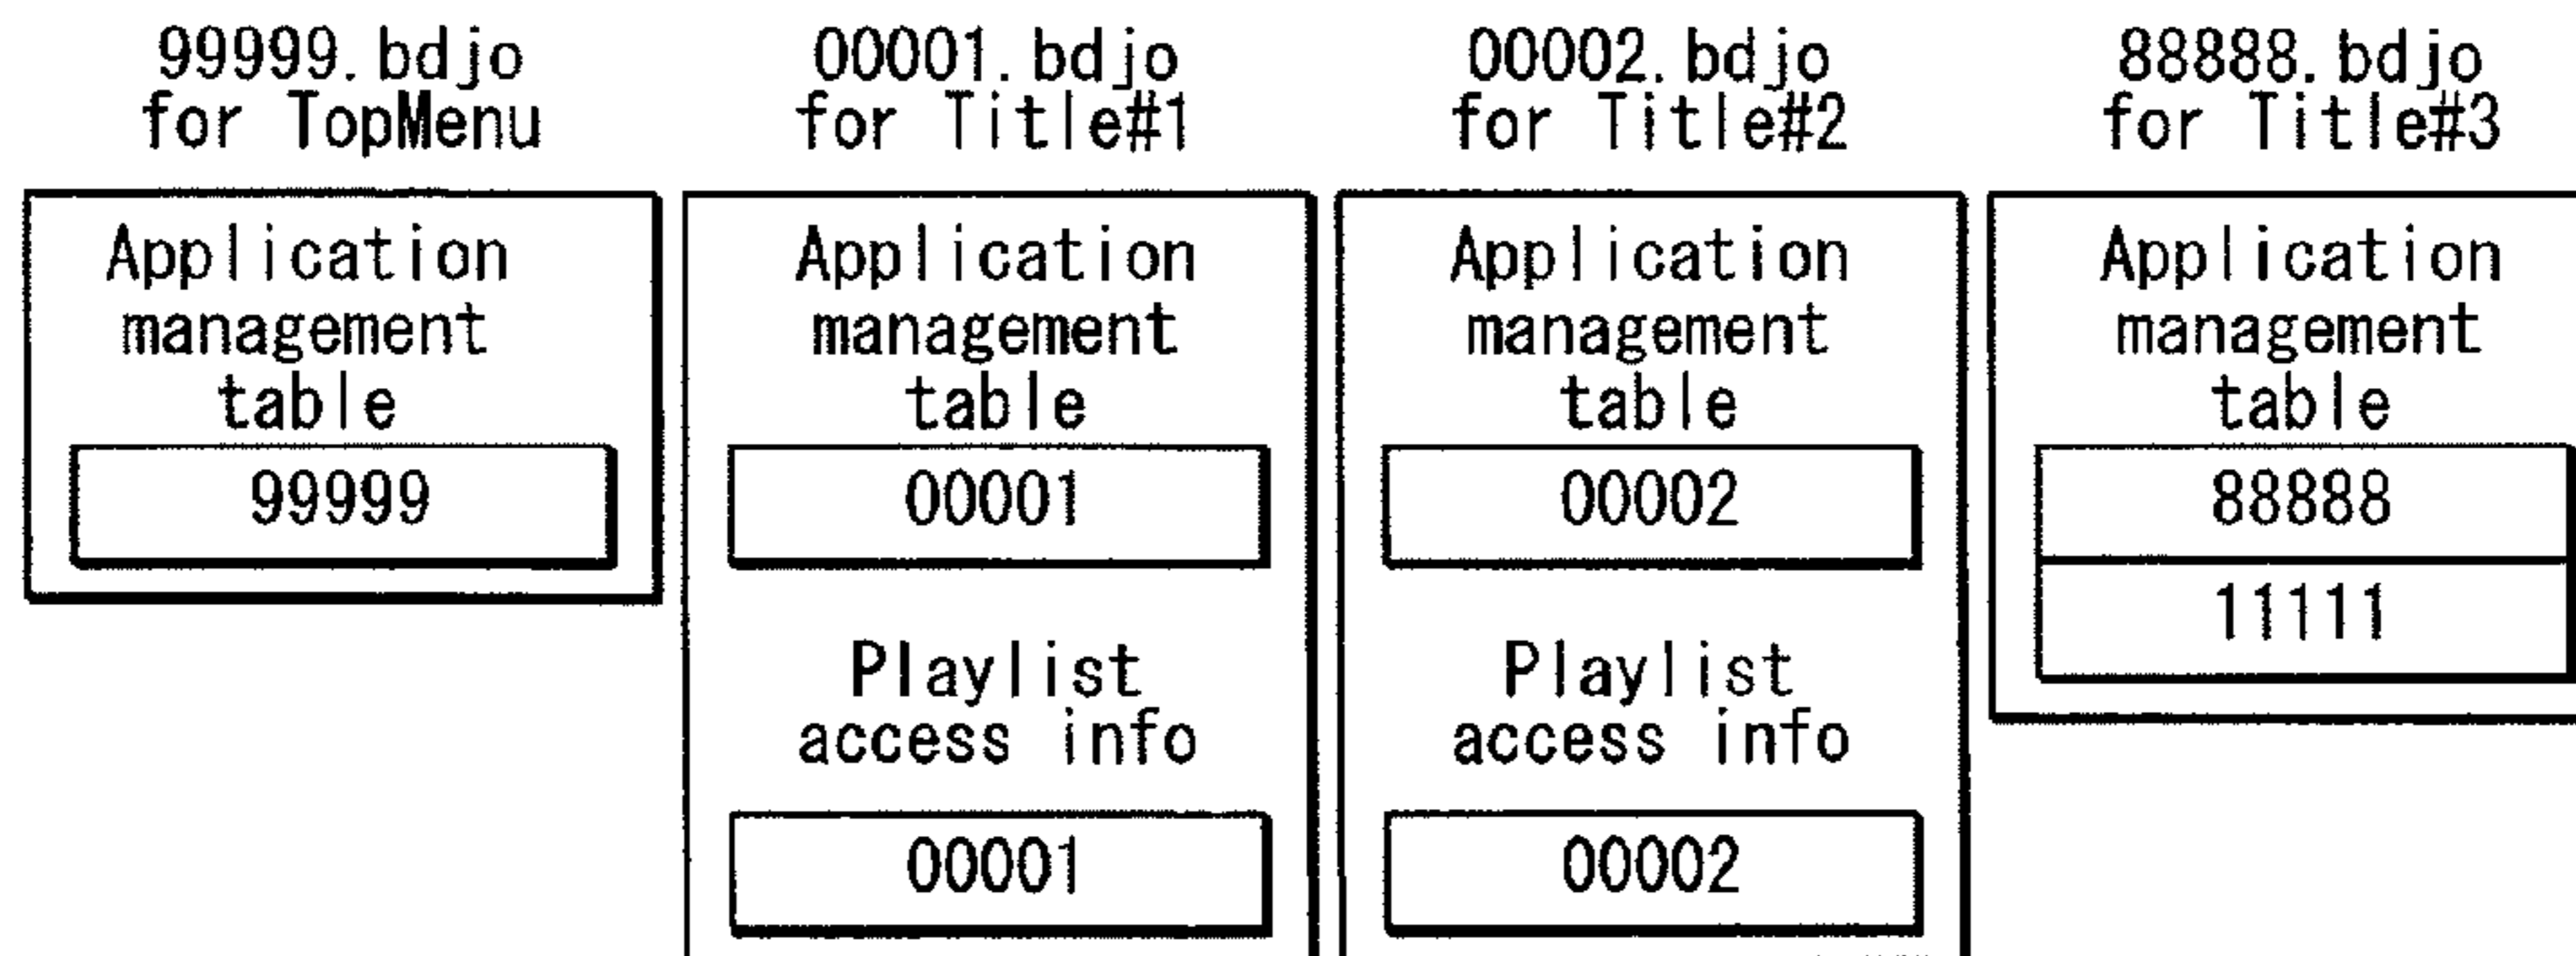 99999.bdjo
for TopMenu
Application
management
table
99999
00001.bdjo
for Title#1
Application
management
table
00001
Playlist
access info
00001
00002.bdjo
for Title#2
Application
management
table
00002
Playlist
access info
00002
88888.bdjo
for Title#3
Application
management
table
88888
11111